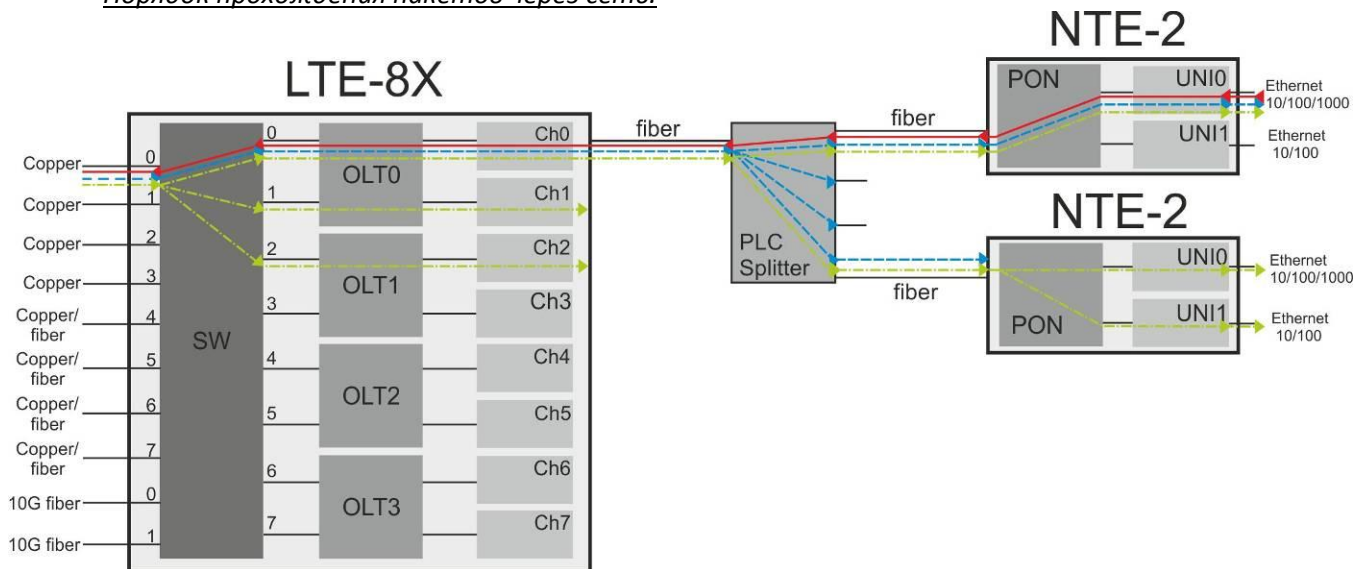 Порядок прохождения пакетов через сеть:
NTE-2
LTE-8X
PON
UNI0
Ethernet
10/100/1000
UNI1
Ethernet
10/100
fiber
fiber
Copper
0
0
OLT0
Ch0
Copper
1
1
Ch1
Copper
2
2
OLT1
Ch2
Copper
3
3
Ch3
Copper/
fiber
4
SW
4
OLT2
Ch4
Copper/
fiber
5
5
Ch5
Copper/
fiber
6
6
OLT3
Ch6
Copper/
fiber
7
7
Ch7
10G fiber
0
10G fiber
1
PLC
Splitter
fiber
NTE-2
PON
UNI0
Ethernet
10/100/1000
UNI1
Ethernet
10/100